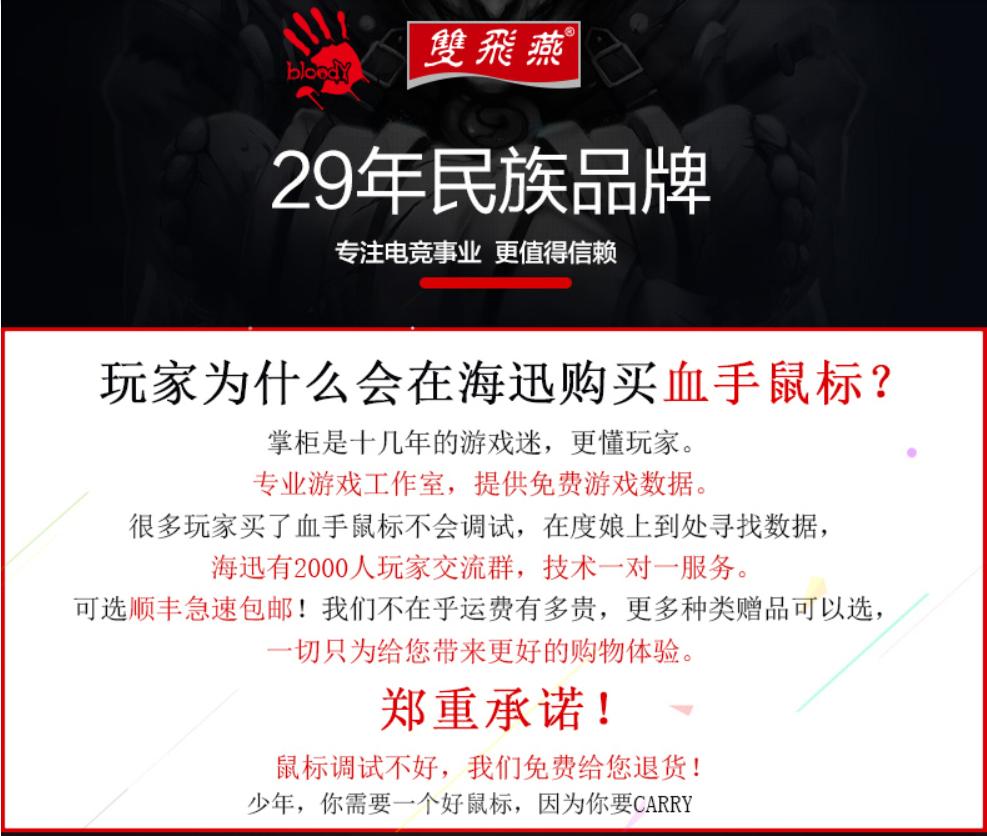 bloody
雙飛燕®
29年民族品牌
专注电竞事业 更值得信赖
玩家为什么会在海迅购买血手鼠标？
掌柜是十几年的游戏迷，更懂玩家。
专业游戏工作室，提供免费游戏数据。
很多玩家买了血手鼠标不会调试，在度娘上到处寻找数据，
海迅有2000人玩家交流群，技术一对一服务。
可选顺丰急速包邮！我们不在乎运费有多贵，更多种类赠品可以选，
一切只为给您带来更好的购物体验。
郑重承诺！
鼠标调试不好，我们免费给您退货！
少年，你需要一个好鼠标，因为你要CARRY